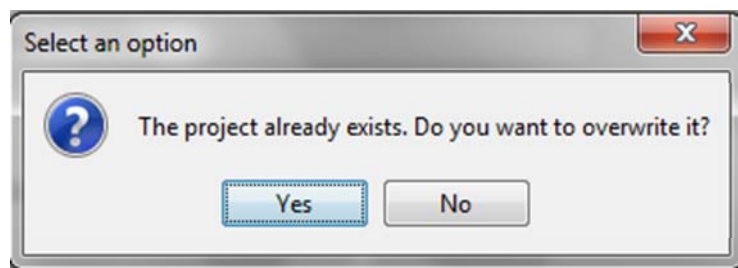 Select an option
The project already exists. Do you want to overwrite it?
Yes
No